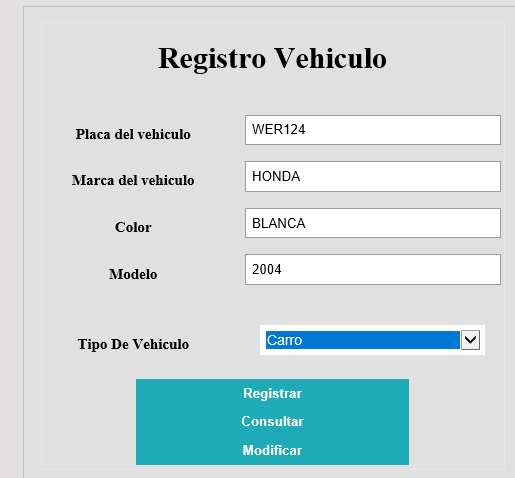 Registro Vehiculo
Placa del vehiculo WER124
Marca del vehiculo HONDA
Color BLANCA
Modelo 2004
Tipo De Vehiculo Carro
Registrar
Consultar
Modificar